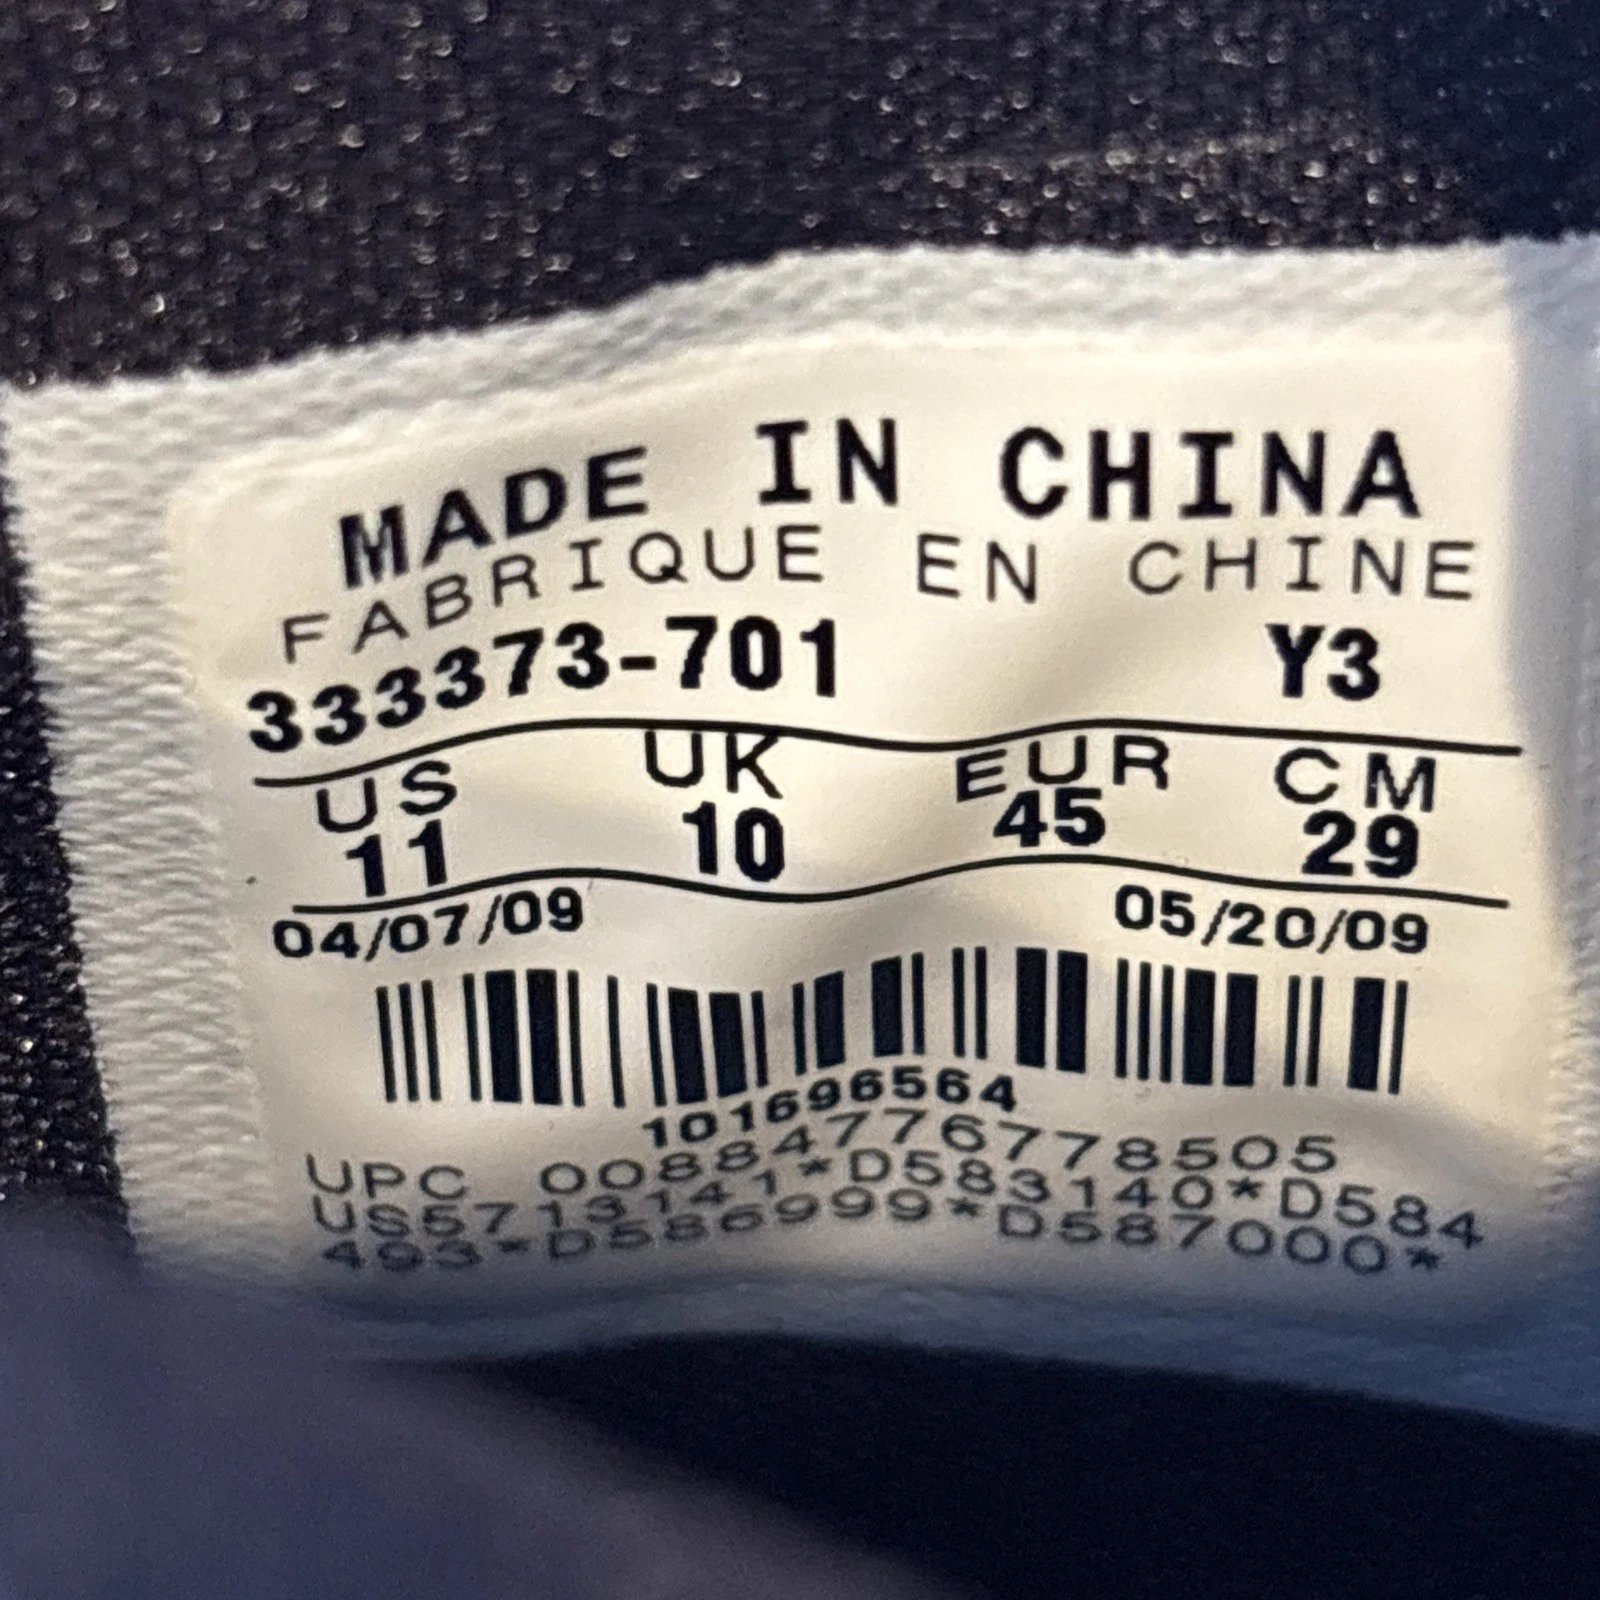 MADE IN CHINA
FABRIQUE EN CHINE
333373-701 Y3
US UK EUR CM
11 10 45 29
04/07/09 05/20/09
101696564
UPC 00884776778505
US5713141*D583140*D584
493*D586999*D587000*